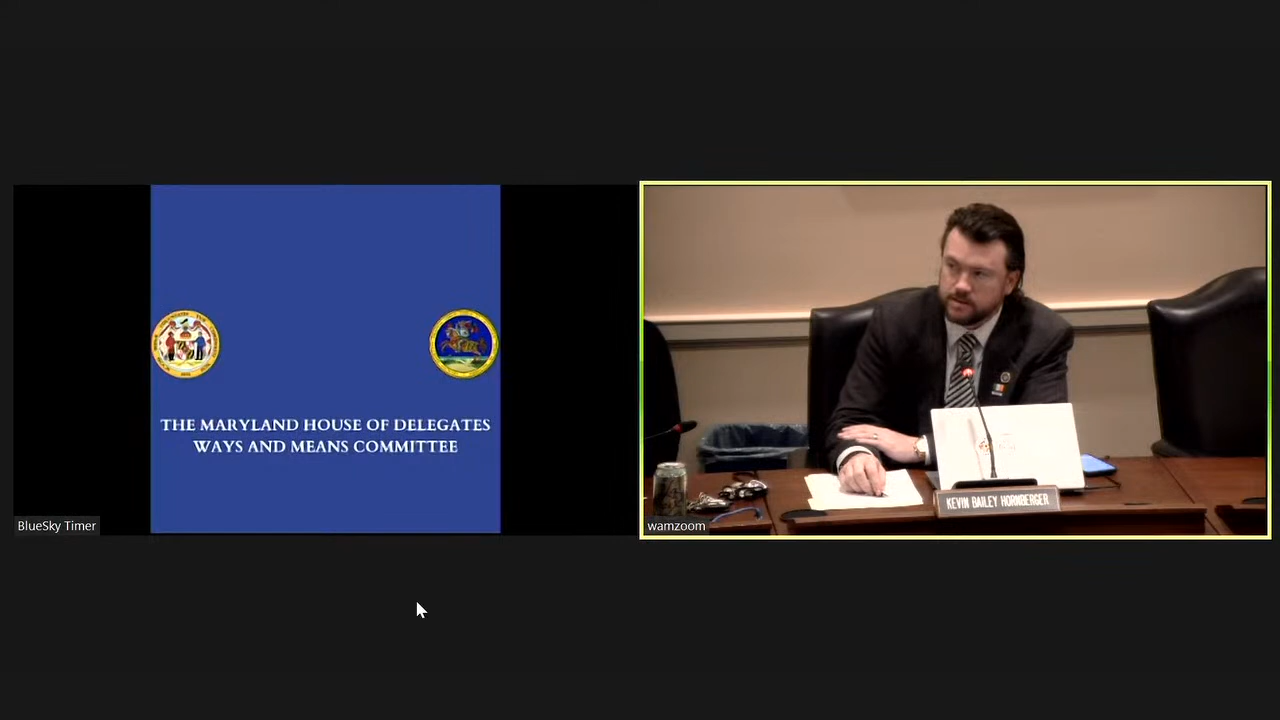 THE MARYLAND HOUSE OF DELEGATES
WAYS AND MEANS COMMITTEE
BlueSky Timer
KEVIN BAILEY HORNBERGER
wamzoom